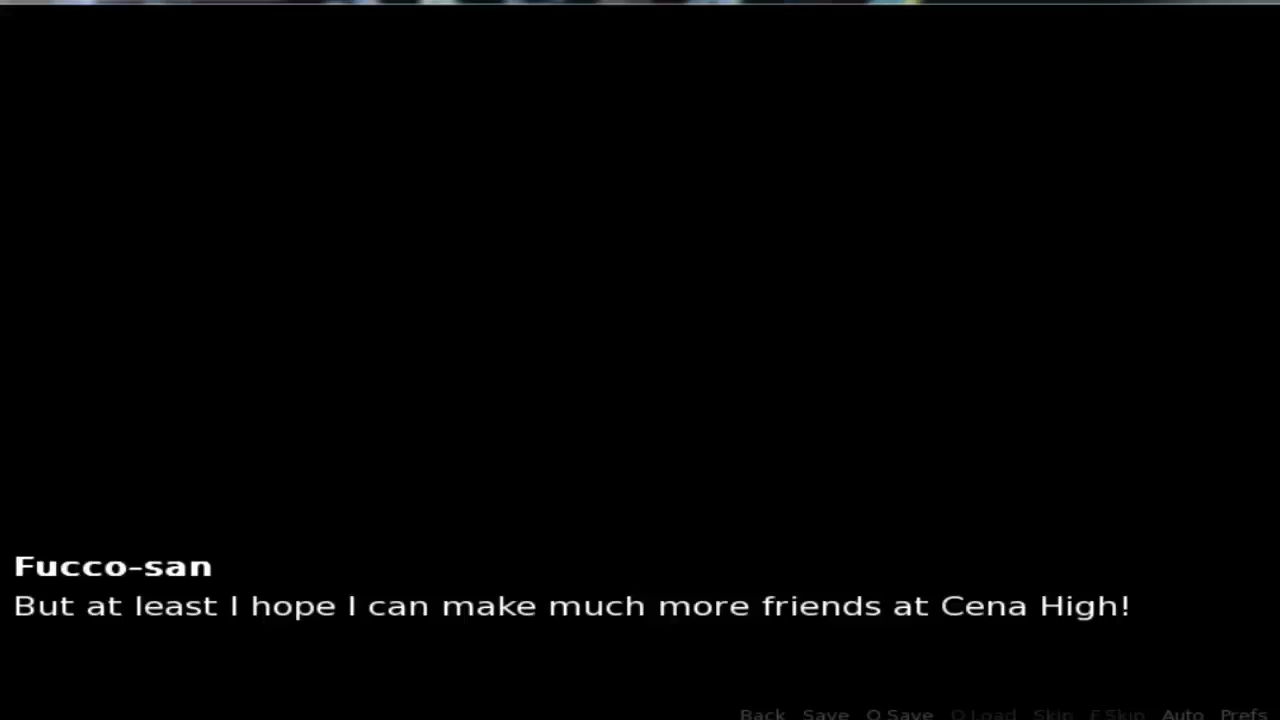 Fucco-san
But at least I hope I can make much more friends at Cena High!
Back Save Q Save Q Load Skip F Skip Auto Prefs